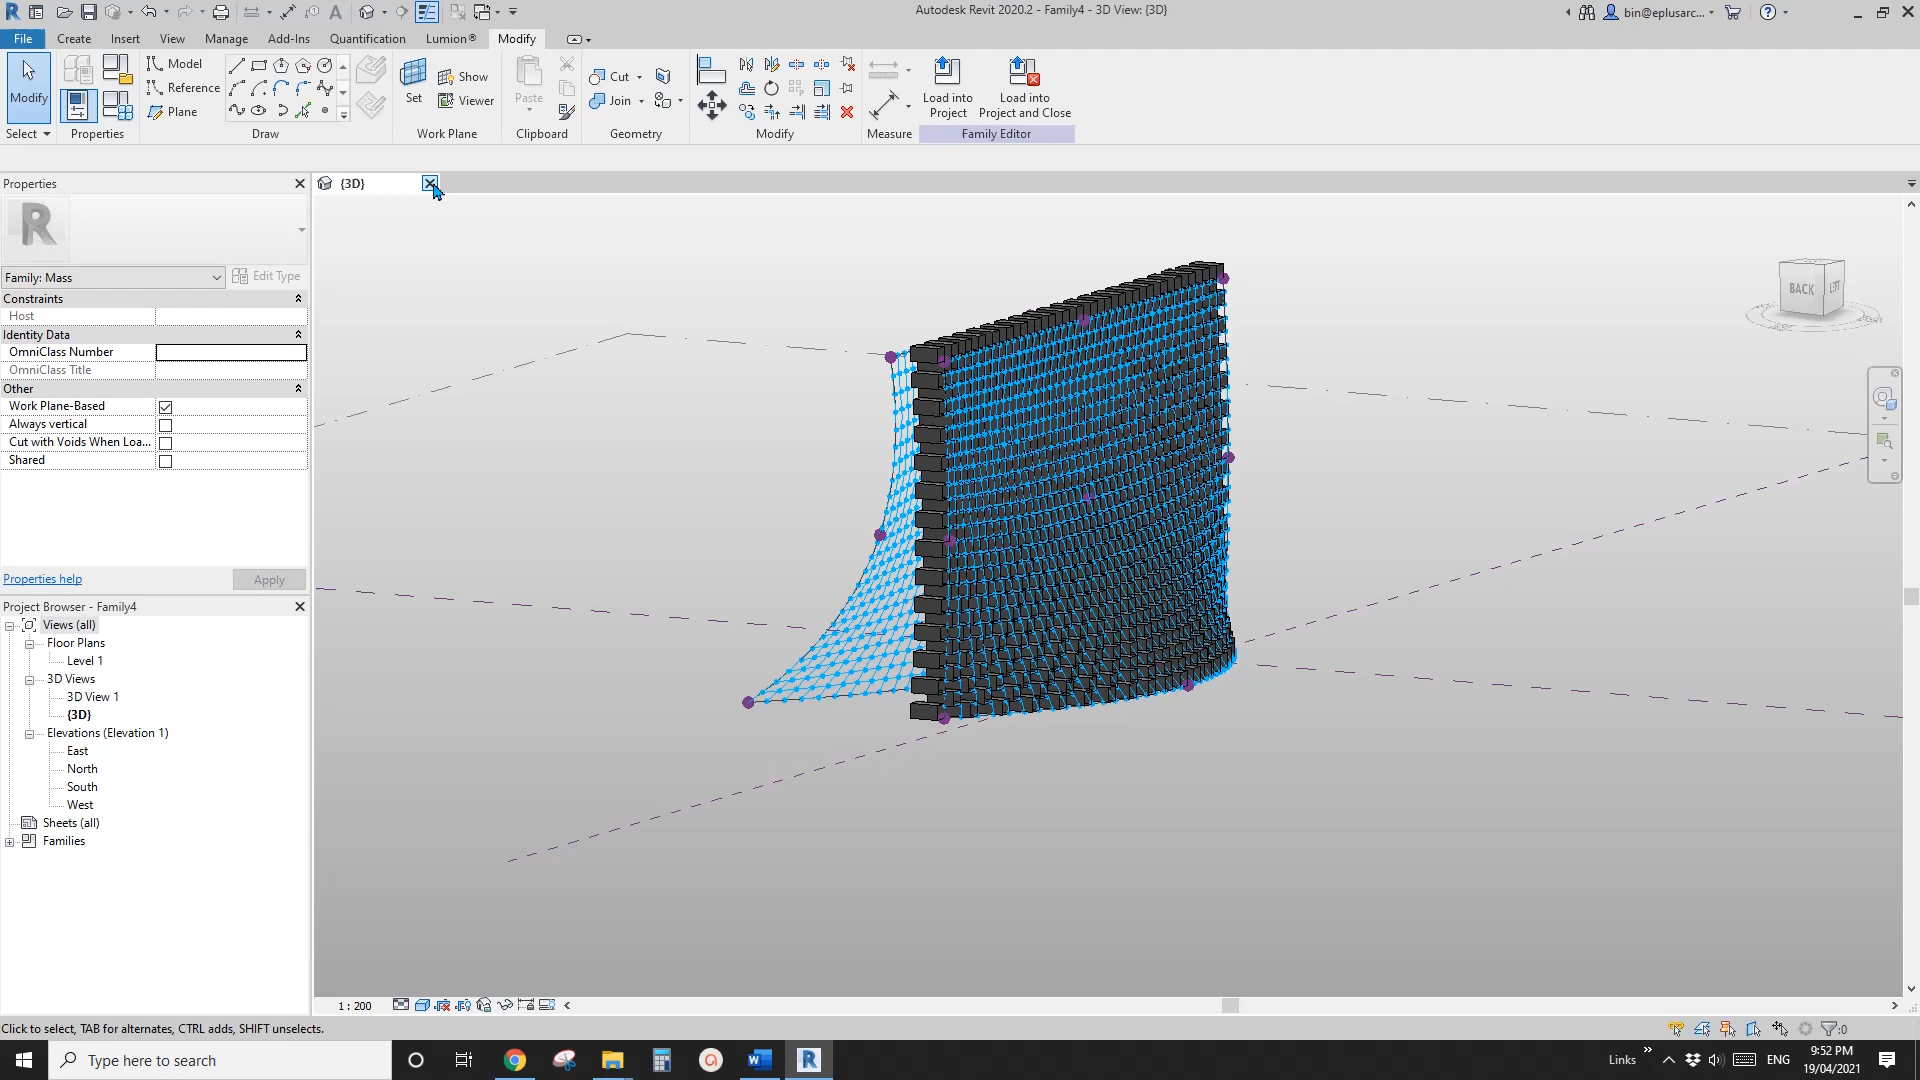 Autodesk Revit 2020.2 - Family4 - 3D View: {3D}
bin@eplusarc...
File Create Insert View Manage Add-Ins Quantification Lumion® Modify
Modify
Select
Properties
Model
Reference
Plane
Draw
Set
Show
Viewer
Work Plane
Paste
Clipboard
Cut
Join
Geometry
Modify
Measure
Load into
Project
Load into
Project and Close
Family Editor
Properties
{3D}
R
Family: Mass
Edit Type
Constraints
Host
Identity Data
OmniClass Number
OmniClass Title
Other
Work Plane-Based
Always vertical
Cut with Voids When Loa...
Shared
Properties help
Apply
Project Browser - Family4
Views (all)
Floor Plans
Level 1
3D Views
3D View 1
{3D}
Elevations (Elevation 1)
East
North
South
West
Sheets (all)
Families
BACK
LEFT
1 : 200
Click to select, TAB for alternates, CTRL adds, SHIFT unselects.
:0
Type here to search
Links
ENG
9:52 PM
19/04/2021